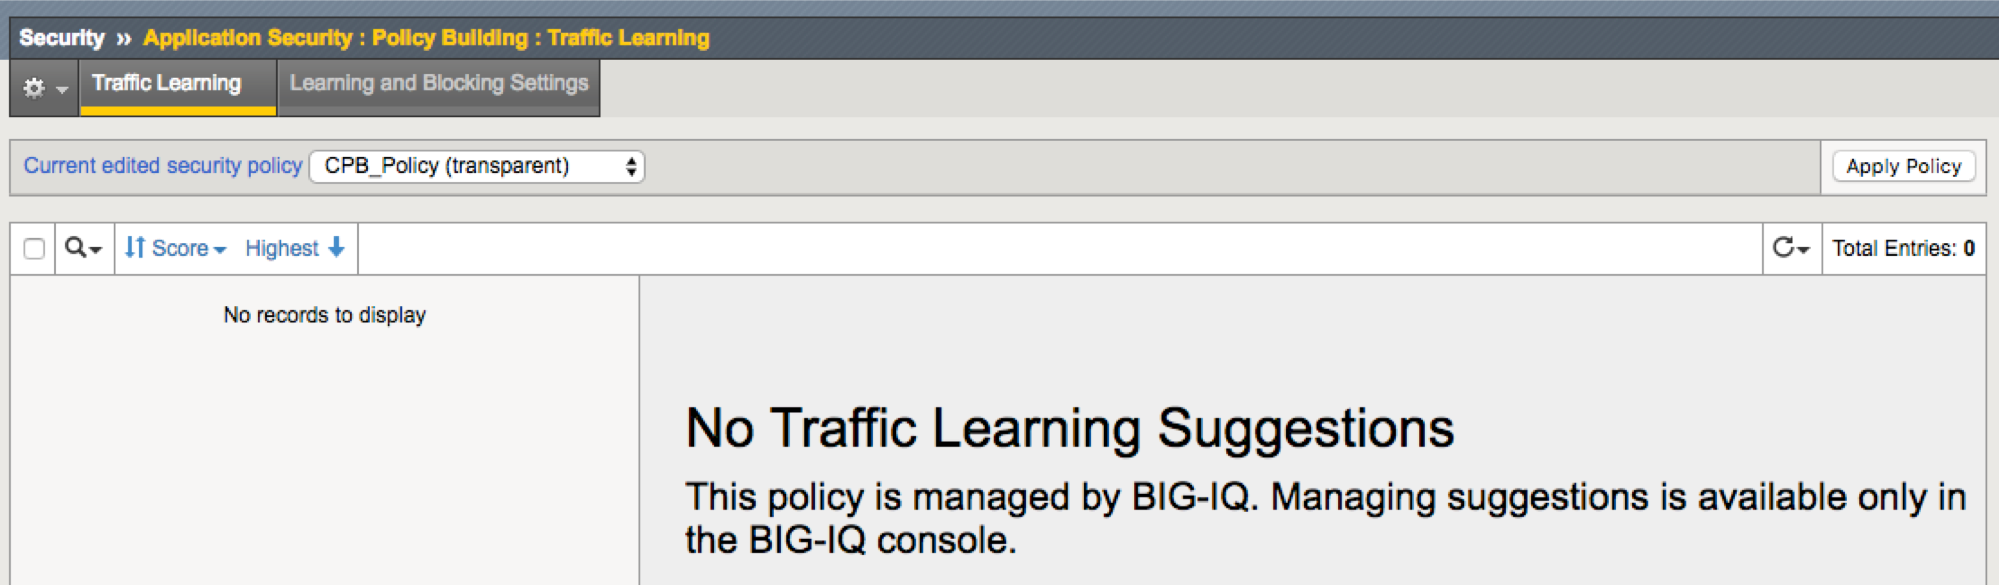 Security » Application Security : Policy Building : Traffic Learning
Traffic Learning Learning and Blocking Settings
Current edited security policy CPB_Policy (transparent) Apply Policy
Score Highest Total Entries: 0
No records to display
No Traffic Learning Suggestions
This policy is managed by BIG-IQ. Managing suggestions is available only in
the BIG-IQ console.